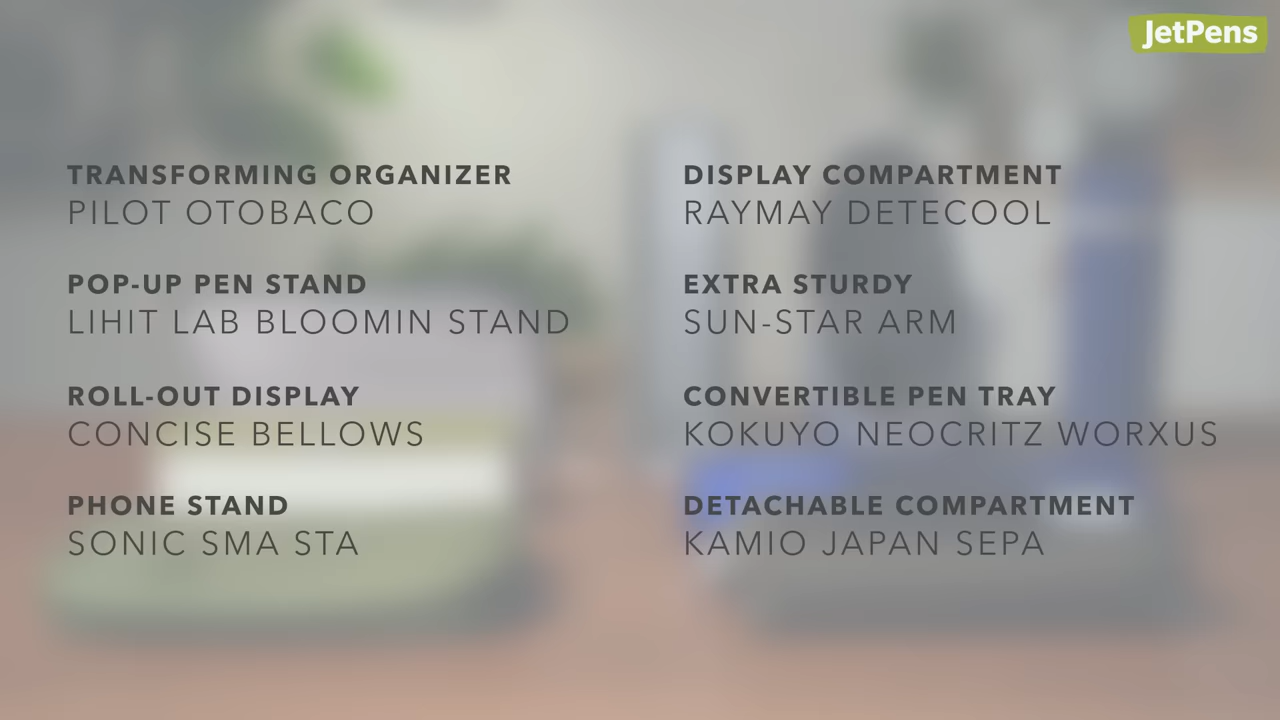 JetPens
TRANSFORMING ORGANIZER
PILOT OTOBACO
POP-UP PEN STAND
LIHIT LAB BLOOMIN STAND
ROLL-OUT DISPLAY
CONCISE BELLOWS
PHONE STAND
SONIC SMA STA
DISPLAY COMPARTMENT
RAYMAY DETECOOL
EXTRA STURDY
SUN-STAR ARM
CONVERTIBLE PEN TRAY
KOKUYO NEOCRITZ WORXUS
DETACHABLE COMPARTMENT
KAMIO JAPAN SEPA